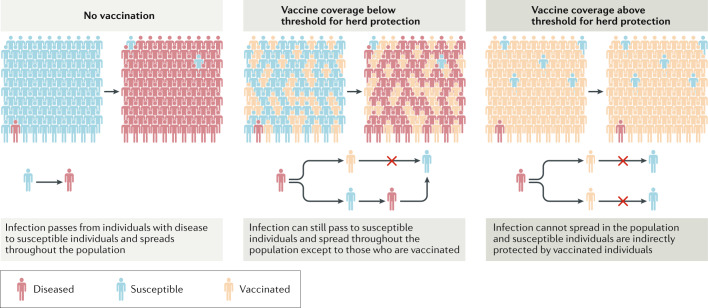 No vaccination
Vaccine coverage below
threshold for herd protection
Vaccine coverage above
threshold for herd protection
Infection passes from individuals with disease
to susceptible individuals and spreads
throughout the population
Infection can still pass to susceptible
individuals and spread throughout the
population except to those who are vaccinated
Infection cannot spread in the population
and susceptible individuals are indirectly
protected by vaccinated individuals
Diseased
Susceptible
Vaccinated